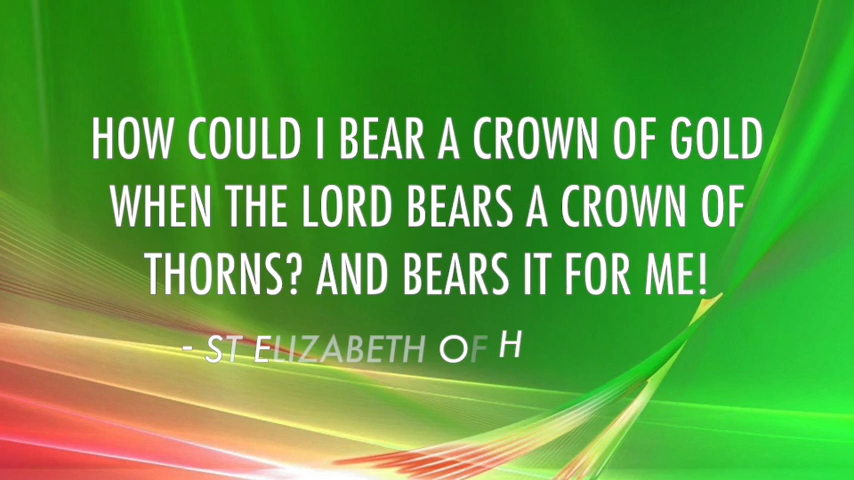 HOW COULD I BEAR A CROWN OF GOLD
WHEN THE LORD BEARS A CROWN OF
THORNS? AND BEARS IT FOR ME!
- ST ELIZABETH OF H